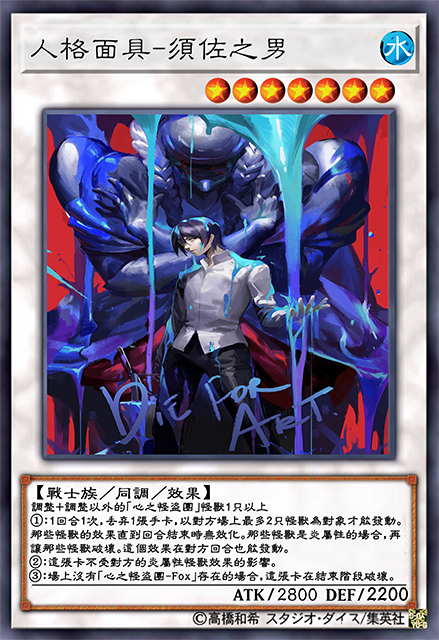 人格面具-須佐之男
水
DIE FOR
ART.
【戰士族／同調／效果】
調整+調整以外的「心之怪盜團」怪獸1只以上
①:1回合1次,丟弃1張手卡,以對方場上最多2只怪獸為對象才能發動。
那些怪獸的效果直到回合結束時無效化。那些怪獸是炎屬性的場合,再
讓那些怪獸破壞。這個效果在對方回合也能發動。
②:這張卡不受對方的炎屬性怪獸效果的影響。
③:場上沒有「心之怪盜團-Fox」存在的場合,這張卡在結束階段破壞。
ATK/2800 DEF/2200
©高橋和希 スタジオ・ダイス/集英社